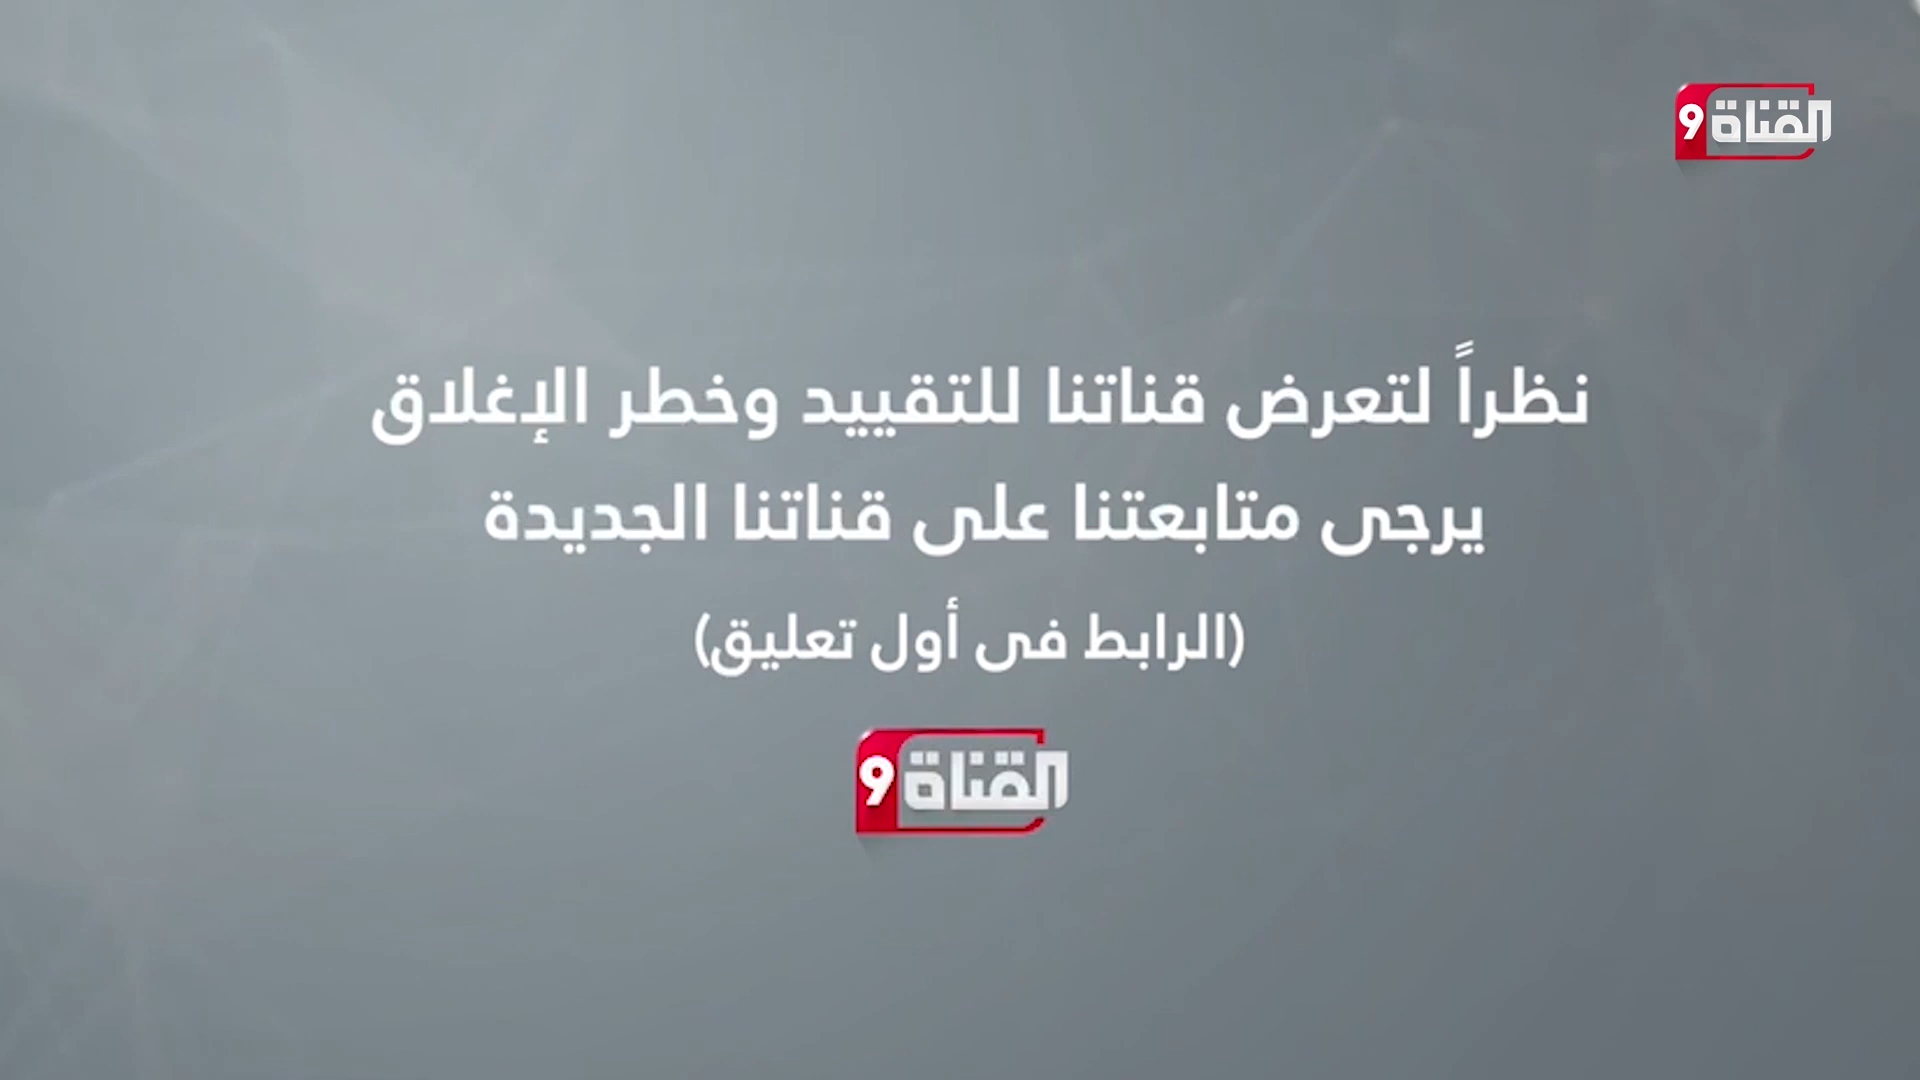 القناة 9
نظراً لتعرض قناتنا للتقييد وخطر الإغلاق
يرجى متابعتنا على قناتنا الجديدة
(الرابط فى أول تعليق)
القناة 9